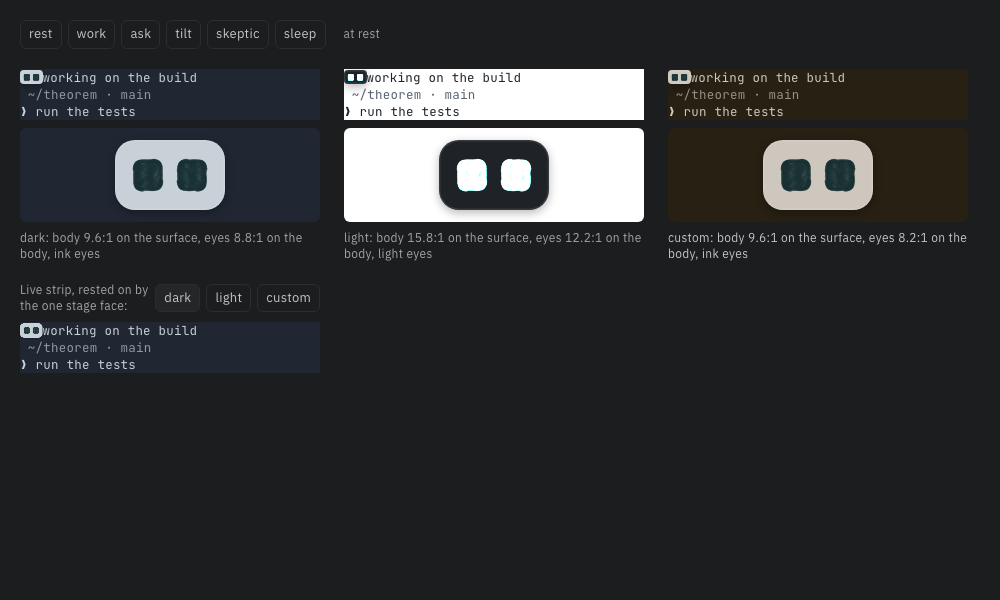 rest work ask tilt skeptic sleep at rest
working on the build
~/theorem · main
❯ run the tests
working on the build
~/theorem · main
❯ run the tests
working on the build
~/theorem · main
❯ run the tests
dark: body 9.6:1 on the surface, eyes 8.8:1 on the
body, ink eyes
light: body 15.8:1 on the surface, eyes 12.2:1 on the
body, light eyes
custom: body 9.6:1 on the surface, eyes 8.2:1 on the
body, ink eyes
Live strip, rested on by
the one stage face:
dark light custom
working on the build
~/theorem · main
❯ run the tests